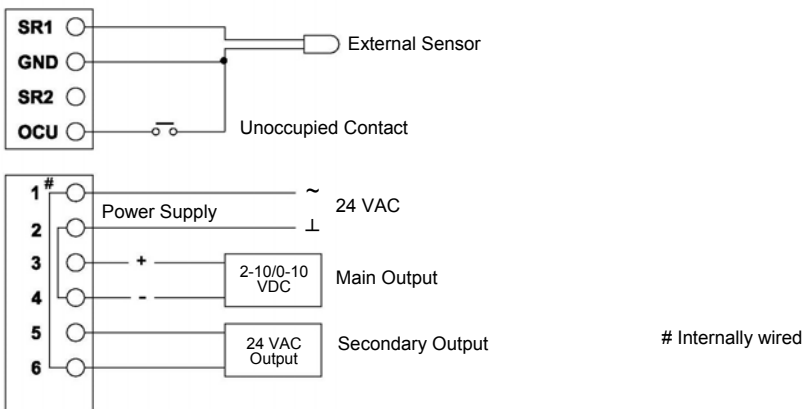 SR1
External Sensor
GND
SR2
OCU
Unoccupied Contact
1 #
~
24 VAC
Power Supply
2
⊥
3
+
2-10/0-10
VDC
Main Output
4
-
5
24 VAC
Output
Secondary Output
# Internally wired
6